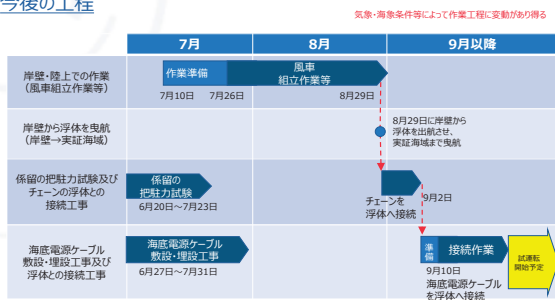 今後の工程
気象・海象条件等によって作業工程に変動があり得る
7月
8月
9月以降
岸壁・陸上での作業
(風車組立作業等)
作業準備
風車
組立作業等
7月10日
7月26日
8月29日
岸壁から浮体を曳航
(岸壁→実証海域)
8月29日に岸壁から
浮体を出航させ、
実証海域まで曳航
係留の把駐力試験及び
チェーンの浮体との
接続工事
係留の
把駐力試験
6月20日~7月23日
チェーンを
浮体へ接続
9月2日
海底電源ケーブル
敷設・埋設工事及び
浮体との接続工事
海底電源ケーブル
敷設・埋設工事
6月27日~7月31日
準備
接続作業
9月10日
海底電源ケーブル
を浮体へ接続
試運転
開始予定